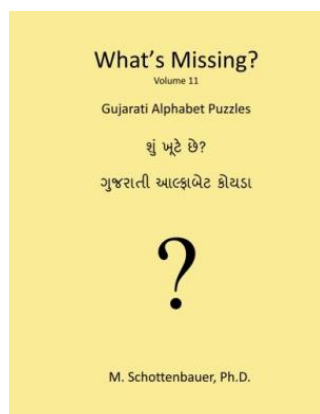 What's Missing?
Volume 11
Gujarati Alphabet Puzzles
શું ખૂટે છે?
ગુજરાતી આલ્ફાબેટ કોયડા
?
M. Schottenbauer, Ph.D.